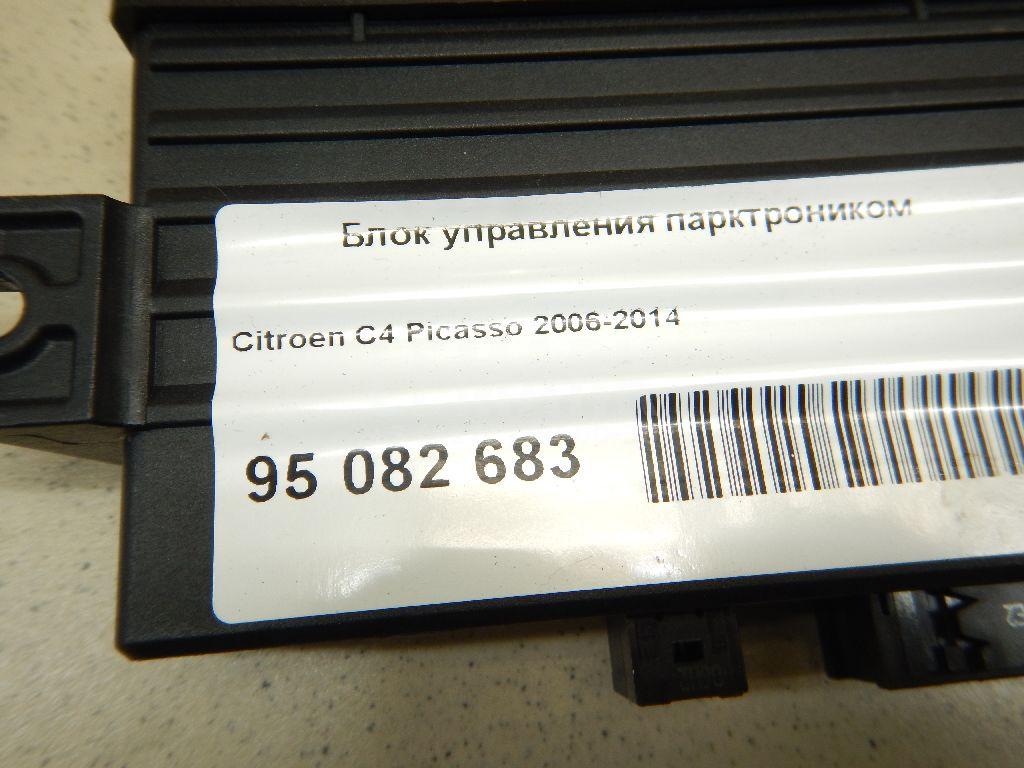 Блок управления парктроником
Citroen C4 Picasso 2006-2014
95 082 683